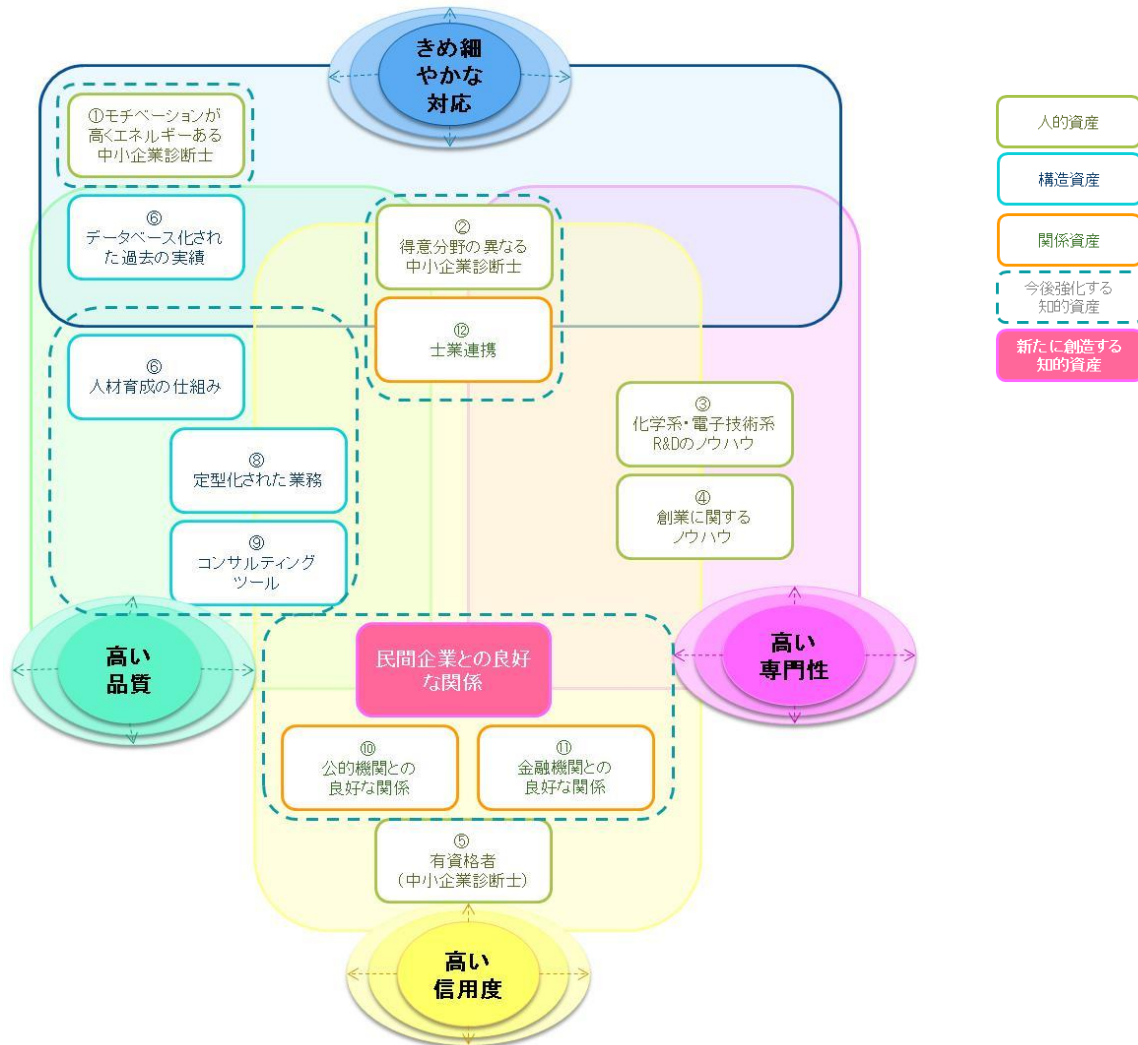 きめ細
やかな
対応
①モチベーションが
高くエネルギーある
中小企業診断士
人的資産
構造資産
⑥
データベース化され
た過去の実績
②
得意分野の異なる
中小企業診断士
関係資産
今後強化する
知的資産
⑫
士業連携
新たに創造する
知的資産
⑥
人材育成の仕組み
③
化学系・電子技術系
R&Dのノウハウ
⑧
定型化された業務
④
創業に関する
ノウハウ
⑨
コンサルティング
ツール
高い
品質
民間企業との良好
な関係
高い
専門性
⑩
公的機関との
良好な関係
⑪
金融機関との
良好な関係
⑤
有資格者
(中小企業診断士)
高い
信用度